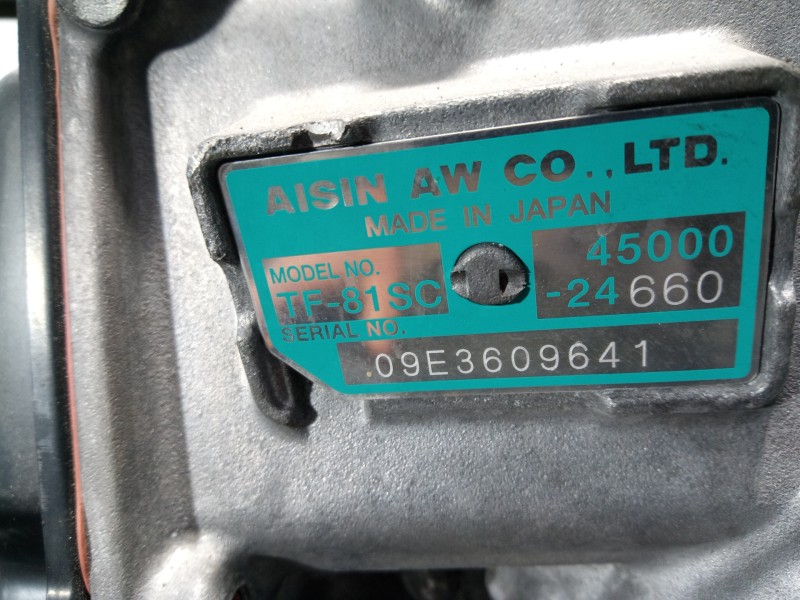 AISIN AW CO.,LTD.
MADE IN JAPAN
MODEL NO.
TF-81SC
45000
-24660
SERIAL NO.
09E3609641